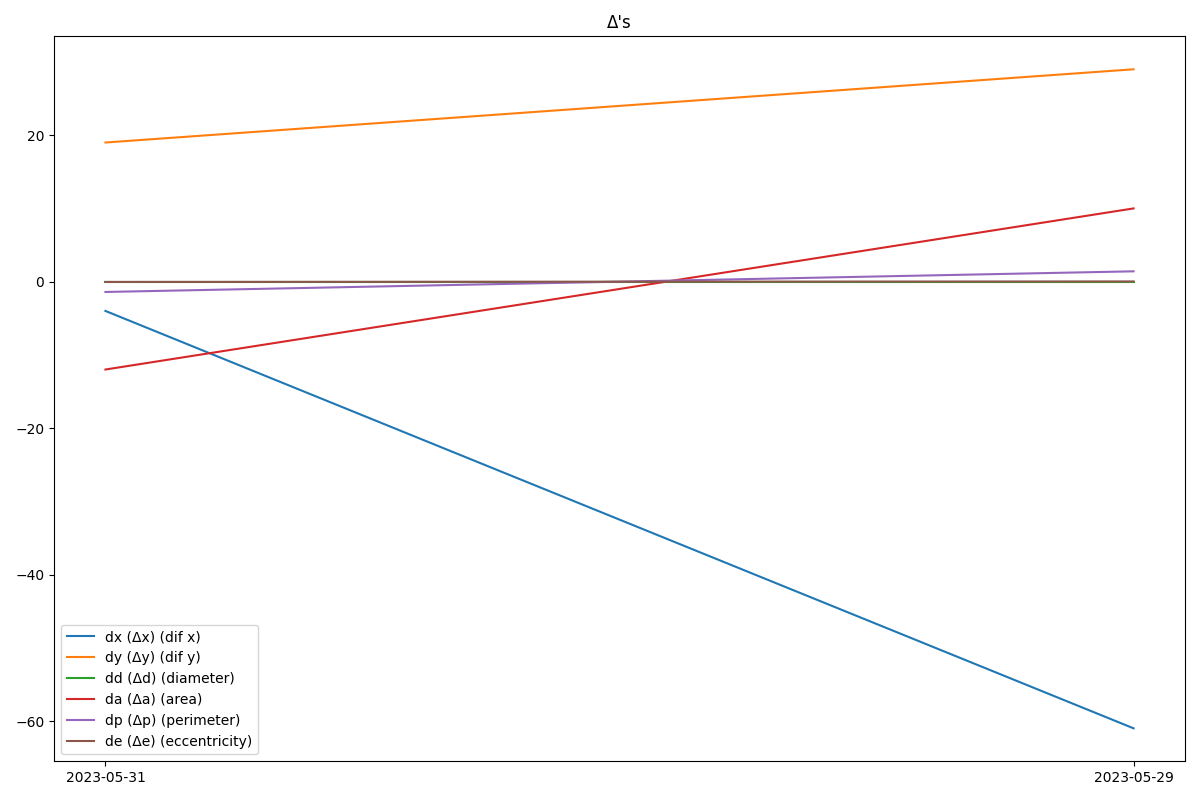 Δ's
20
0
−20
−40
−60
dx (Δx) (dif x)
dy (Δy) (dif y)
dd (Δd) (diameter)
da (Δa) (area)
dp (Δp) (perimeter)
de (Δe) (eccentricity)
2023-05-31 2023-05-29